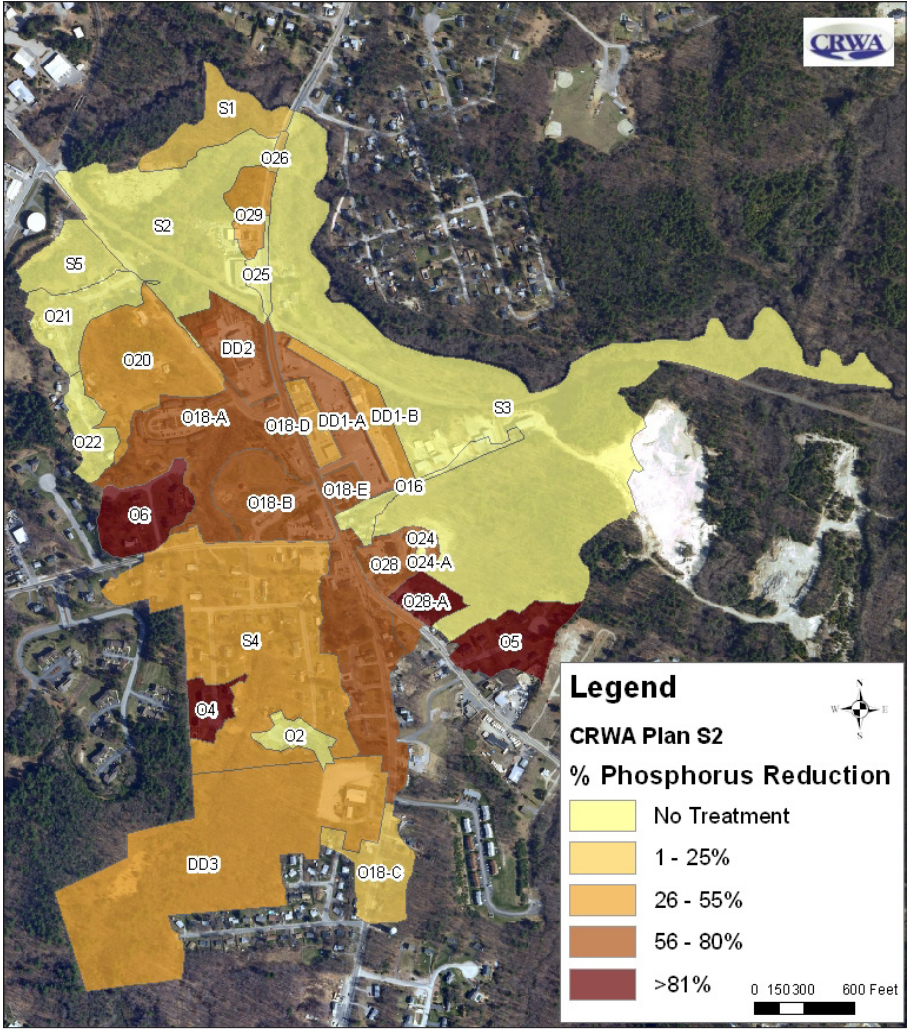 CRWA
S1
O26
O29
S2
S5
O25
O21
DD2
O20
O18-A
O18-D
DD1-A
DD1-B
S3
O22
O16
O18-E
O6
O18-B
O24
O28
O24-A
O28-A
O5
S4
O4
O2
DD3
O18-C
Legend
N
W E
S
CRWA Plan S2
% Phosphorus Reduction
No Treatment
1 - 25%
26 - 55%
56 - 80%
>81%
0 150 300 600 Feet